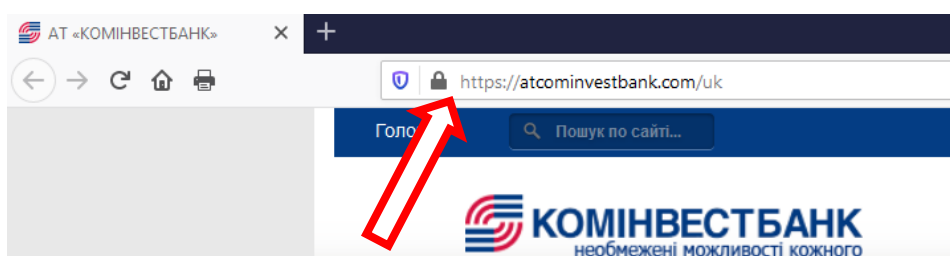 АТ «КОМІНВЕСТБАНК»
https://atcominvestbank.com/uk
Пошук по сайті...
КОМІНВЕСТБАНК
необмежені можливості кожного